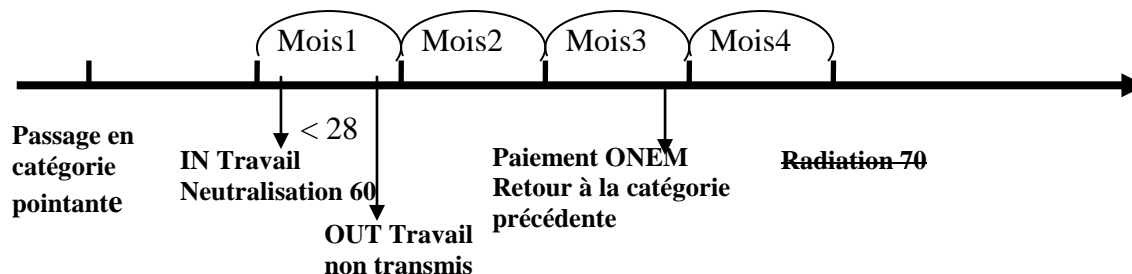 Mois1
Mois2
Mois3
Mois4
< 28
Passage en
catégorie
pointante
IN Travail
Neutralisation 60
OUT Travail
non transmis
Paiement ONEM
Retour à la catégorie
précédente
Radiation 70